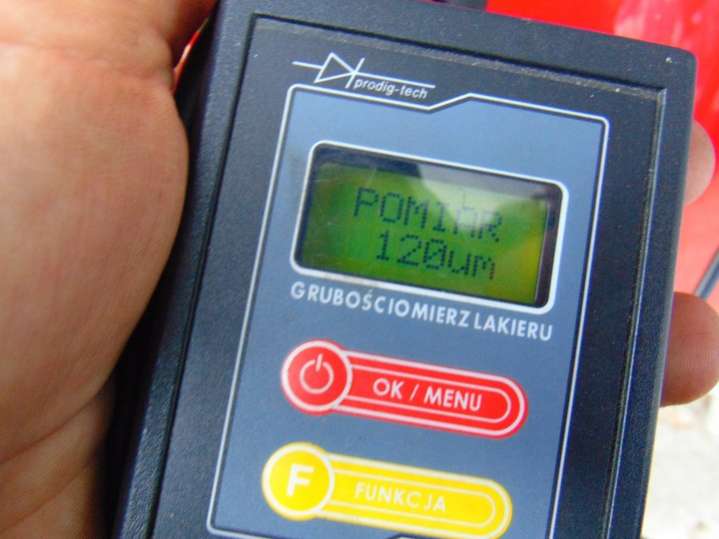 prodig-tech
POMIAR
120um
GRUBOŚCIOMIERZ LAKIERU
OK / MENU
F
FUNKCJA